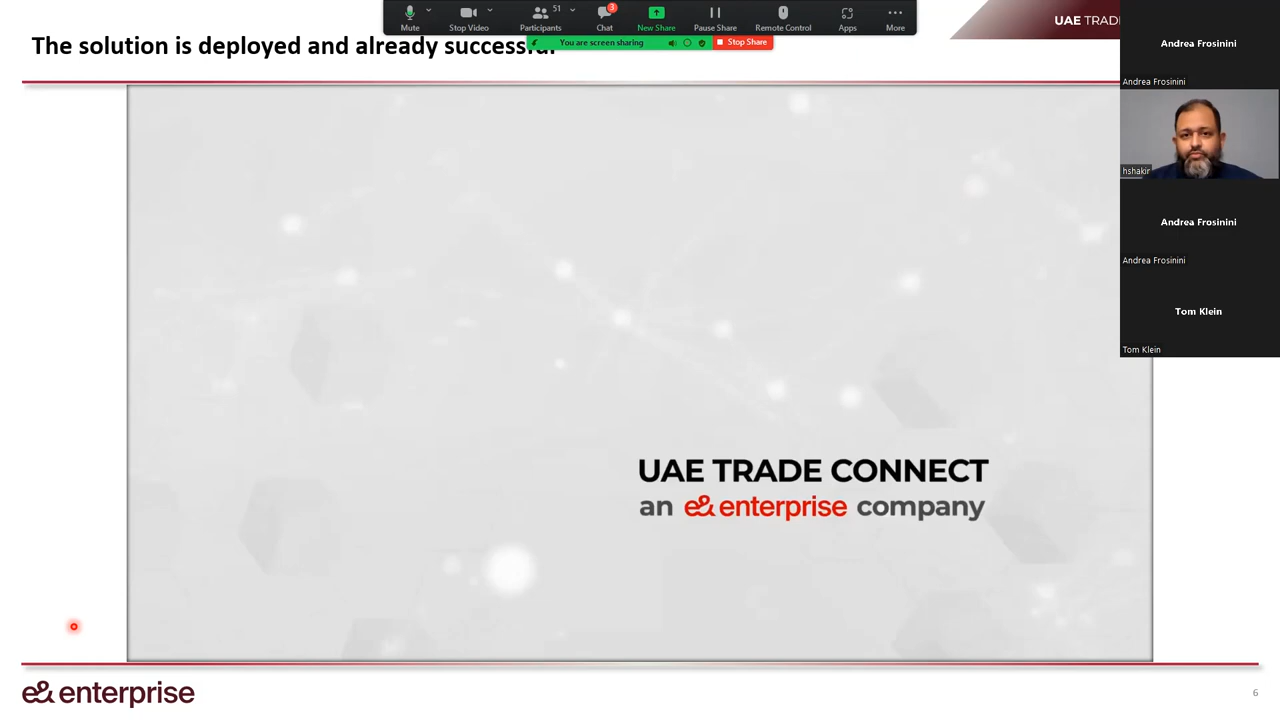 Mute
Stop Video
51
Participants
3
Chat
New Share
Pause Share
Remote Control
Apps
More
You are screen sharing
Stop Share
UAE TRAD
The solution is deployed and already successful
Andrea Frosinini
Andrea Frosinini
hshakir
Andrea Frosinini
Andrea Frosinini
Tom Klein
Tom Klein
UAE TRADE CONNECT
an e& enterprise company
e& enterprise
6